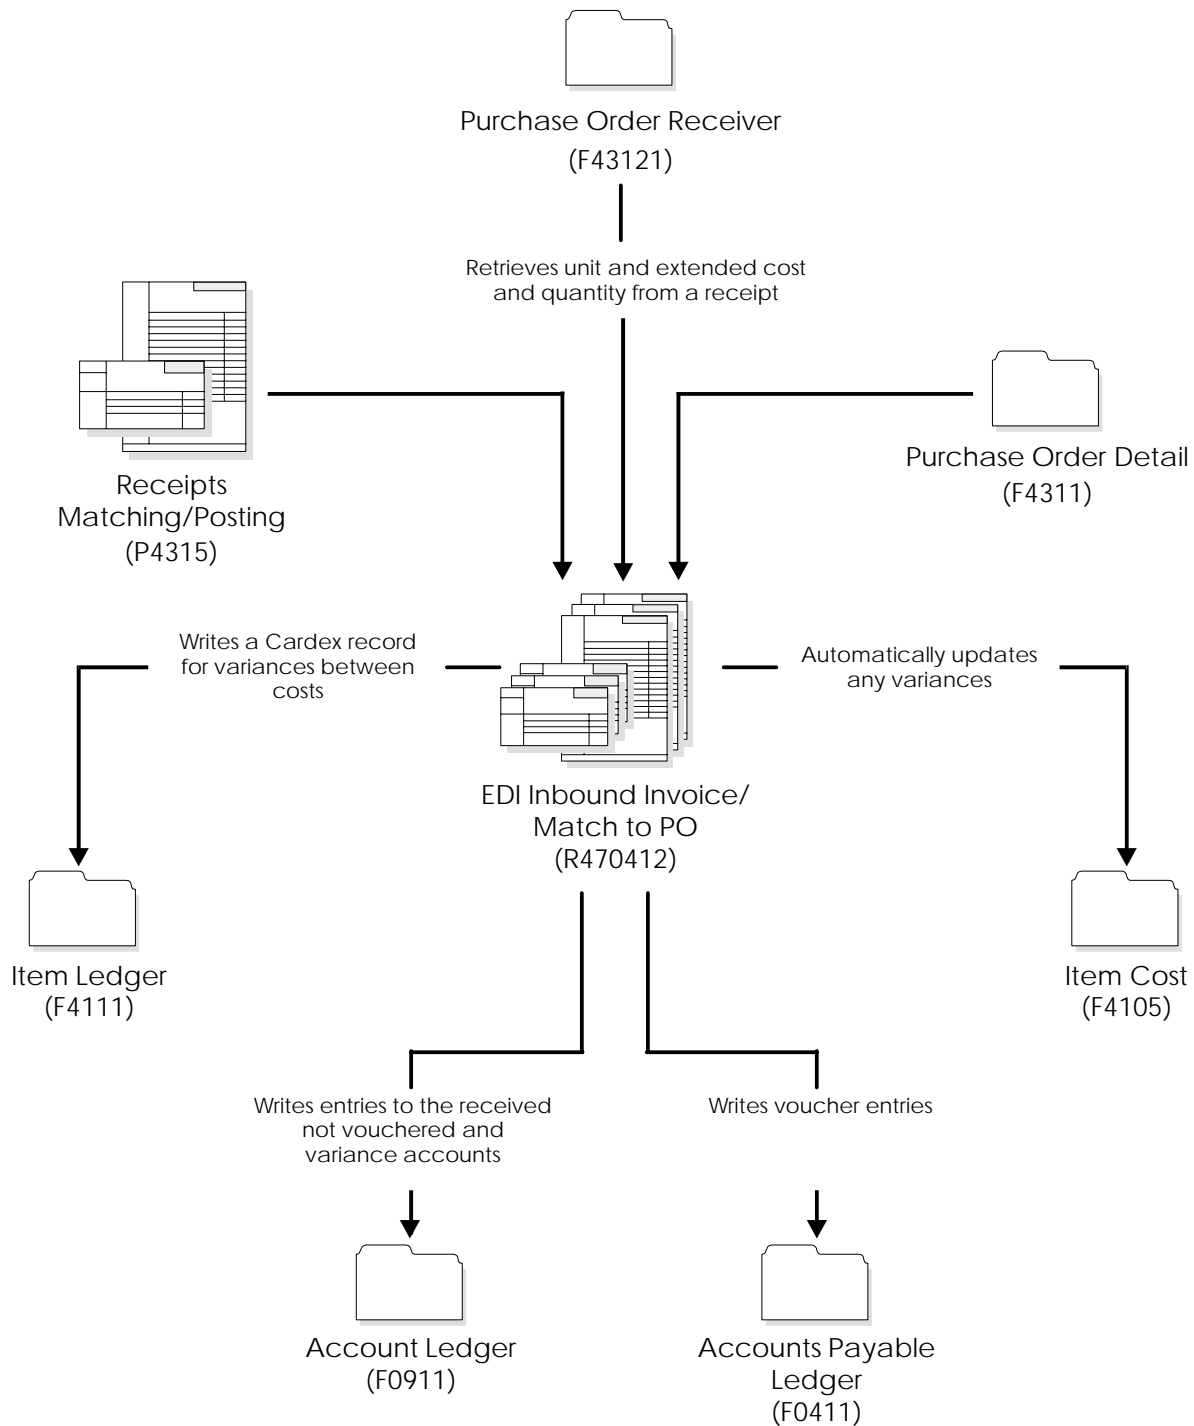 Purchase Order Receiver
(F43121)
Retrieves unit and extended cost
and quantity from a receipt
Receipts
Matching/Posting
(P4315)
Purchase Order Detail
(F4311)
Writes a Cardex record
for variances between
costs
Automatically updates
any variances
EDI Inbound Invoice/
Match to PO
(R470412)
Item Ledger
(F4111)
Item Cost
(F4105)
Writes entries to the received
not vouchered and
variance accounts
Writes voucher entries
Account Ledger
(F0911)
Accounts Payable
Ledger
(F0411)